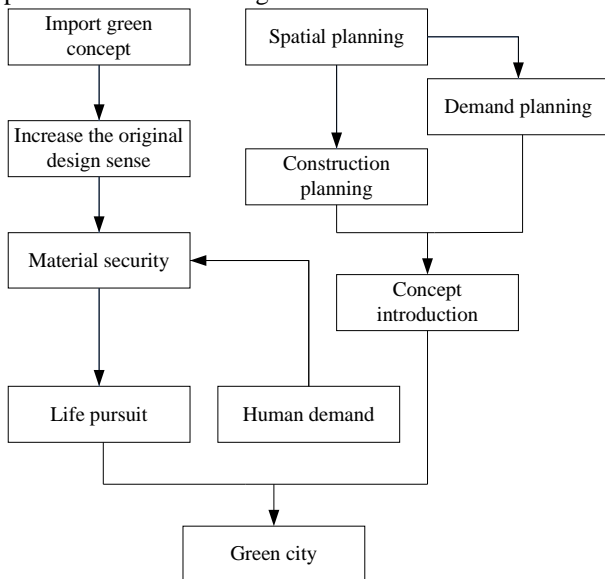 Import green
concept
Spatial planning
Demand planning
Increase the original
design sense
Construction
planning
Material security
Concept
introduction
Life pursuit
Human demand
Green city